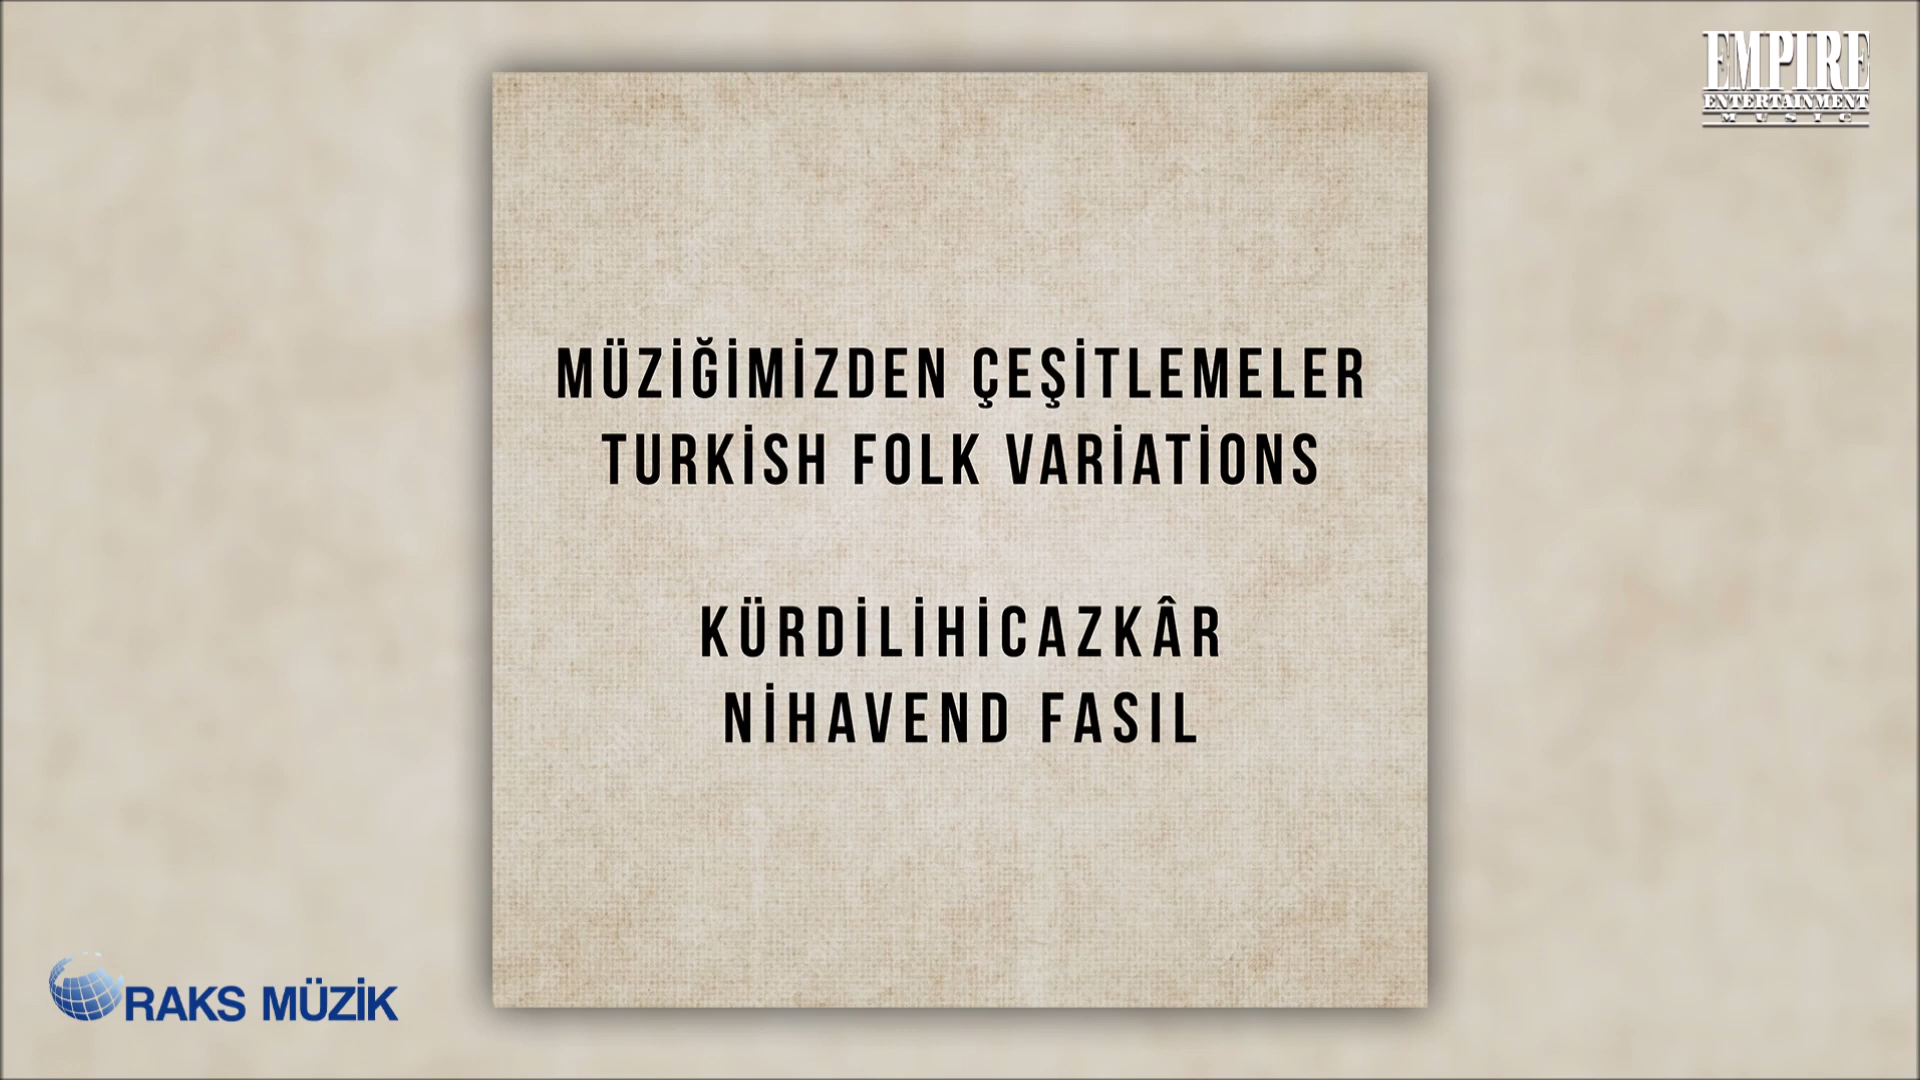 EMPIRE
ENTERTAINMENT
MUSIC
MÜZİĞİMİZDEN ÇEŞİTLEMELER
TURKİSH FOLK VARİATİONS
KÜRDİLİHİCAZKÂR
NİHAVEND FASIL
RAKS MÜZİK